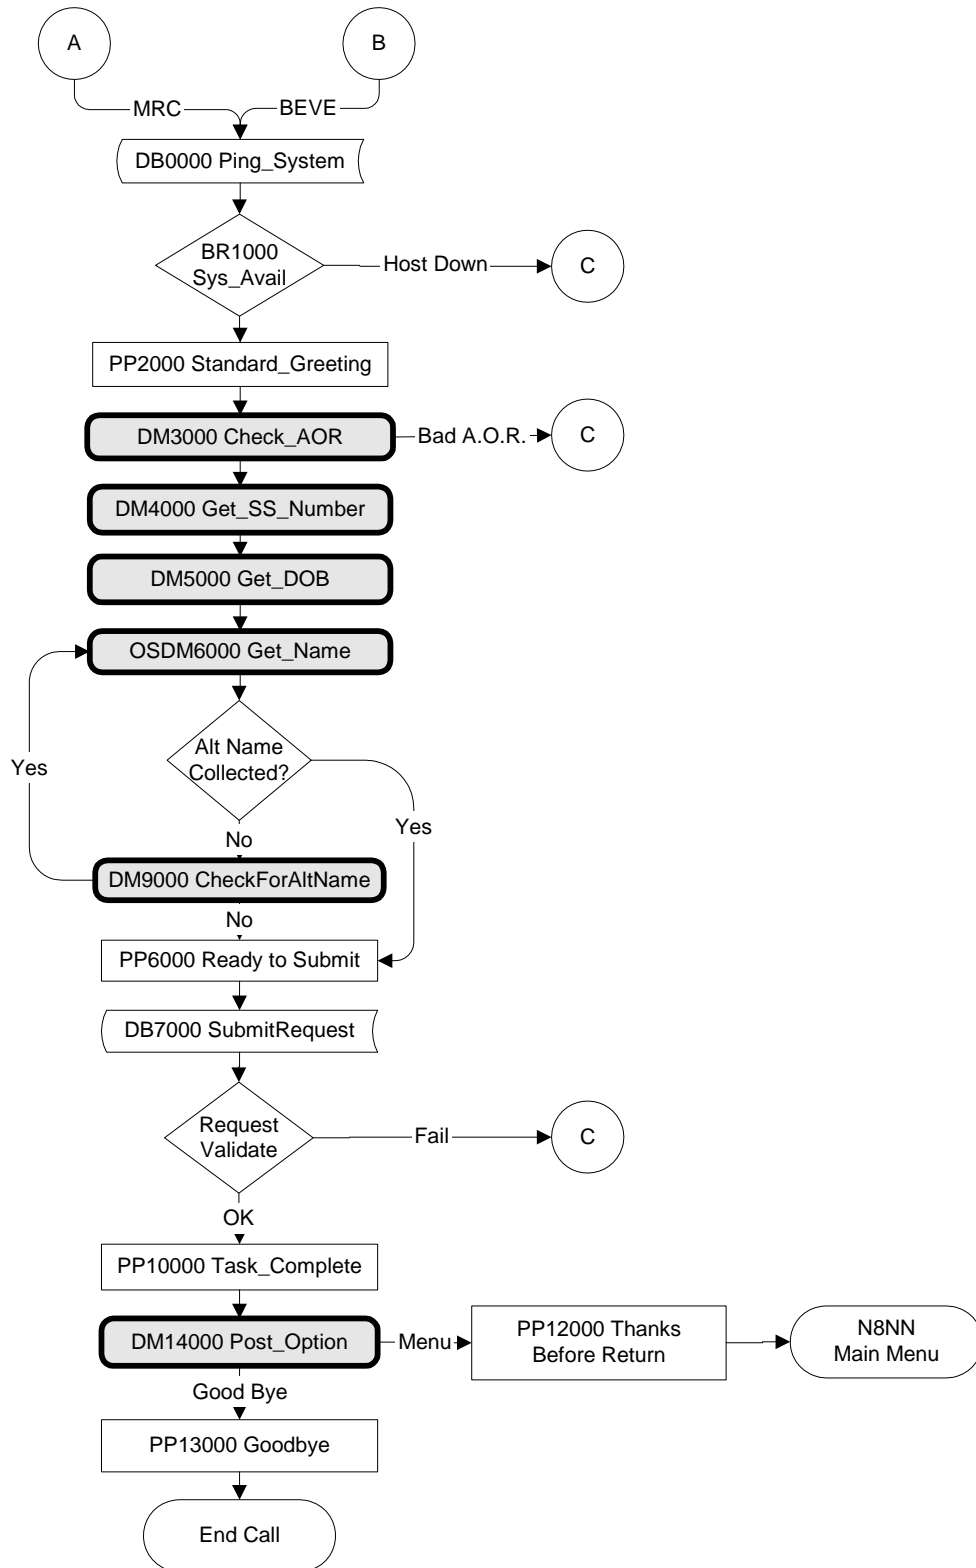 A
B
MRC
BEVE
DB0000 Ping_System
BR1000
Sys_Avail
Host Down
C
PP2000 Standard_Greeting
DM3000 Check_AOR
Bad A.O.R.
C
DM4000 Get_SS_Number
DM5000 Get_DOB
OSDM6000 Get_Name
Alt Name
Collected?
Yes
Yes
No
DM9000 CheckForAltName
No
PP6000 Ready to Submit
DB7000 SubmitRequest
Request
Validate
Fail
C
OK
PP10000 Task_Complete
DM14000 Post_Option
Menu
PP12000 Thanks
Before Return
N8NN
Main Menu
Good Bye
PP13000 Goodbye
End Call